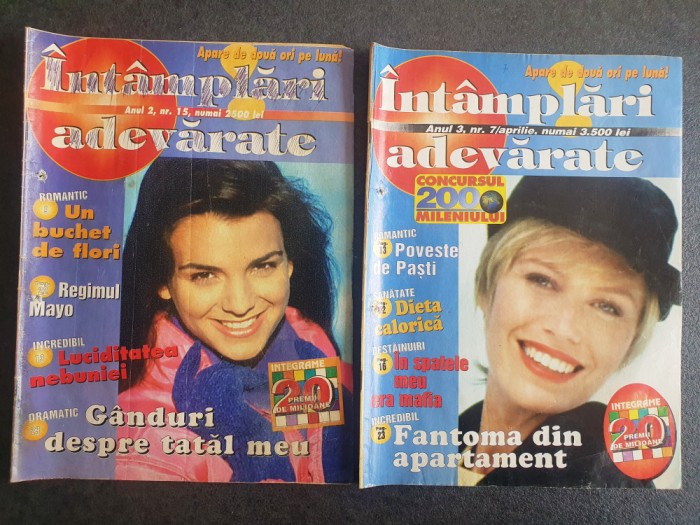 Apare de două ori pe lună!
Întâmplări
Anul 2, nr. 15, numai 2500 lei
adevărate
ROMANTIC
Un
buchet
de flori
Regimul
Mayo
INCREDIBIL
Luciditatea
nebuniei
DRAMATIC
Gânduri
despre tatăl meu
INTEGRAME
20
PREMII
DE MILIOANE
Apare de două ori pe lună!
Întâmplări
Anul 3, nr. 7/aprilie, numai 3.500 lei
adevărate
CONCURSUL
2000
MILENIULUI
ROMANTIC
13
Poveste
de Paști
SĂNĂTATE
Dieta
calorică
DESTĂINUIRI
16
În spatele
meu
era mafia
INCREDIBIL
23
Fantoma din
apartament
INTEGRAME
20
PREMII
DE MILIOANE